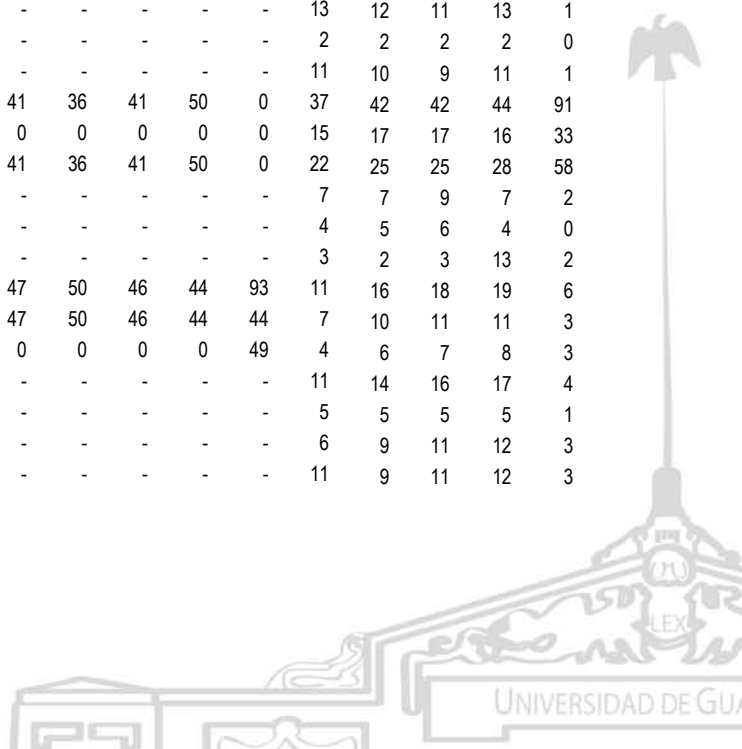 - - - - - 13 12 11 13 1
- - - - - 2 2 2 2 0
- - - - - 11 10 9 11 1
41 36 41 50 0 37 42 42 44 91
0 0 0 0 0 15 17 17 16 33
41 36 41 50 0 22 25 25 28 58
- - - - - 7 7 9 7 2
- - - - - 4 5 6 4 0
- - - - - 3 2 3 13 2
47 50 46 44 93 11 16 18 19 6
47 50 46 44 44 7 10 11 11 3
0 0 0 0 49 4 6 7 8 3
- - - - - 11 14 16 17 4
- - - - - 5 5 5 5 1
- - - - - 6 9 11 12 3
- - - - - 11 9 11 12 3
LEX
UNIVERSIDAD DE GUA